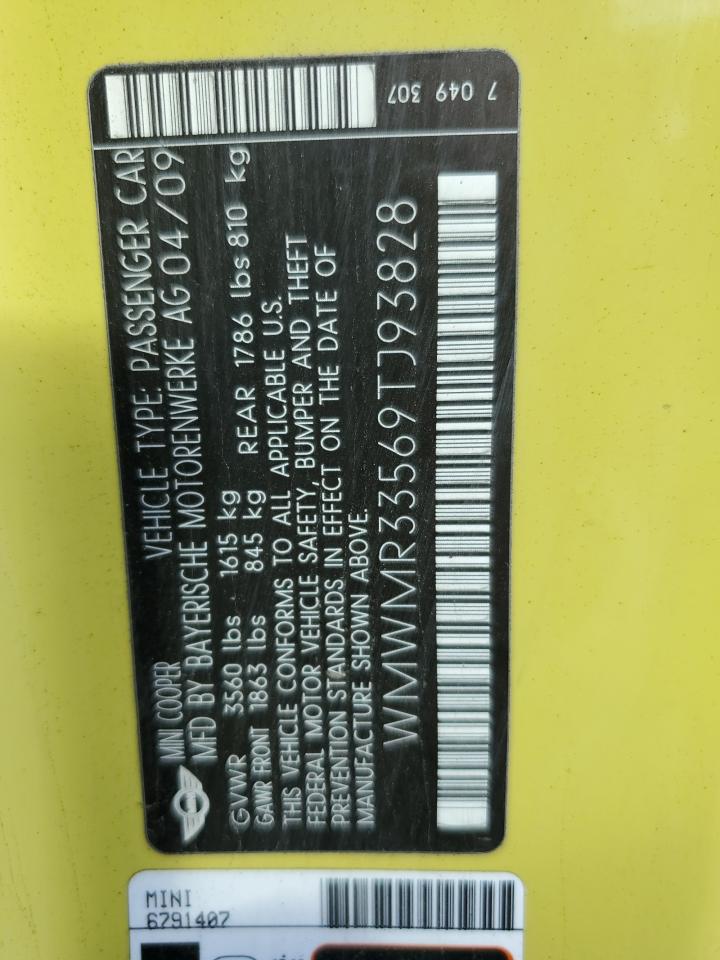 MINI COOPER VEHICLE TYPE: PASSENGER CAR
MFD BY BAYERISCHE MOTORENWERKE AG 04/09
GVWR 3560 lbs 1615 kg
GAWR FRONT 1863 lbs 845 kg REAR 1786 lbs 810 kg
THIS VEHICLE CONFORMS TO ALL APPLICABLE U.S.
FEDERAL MOTOR VEHICLE SAFETY, BUMPER AND THEFT
PREVENTION STANDARDS IN EFFECT ON THE DATE OF
MANUFACTURE SHOWN ABOVE.
WMWMR33569TJ93828
7 049 307
MINI
6791407